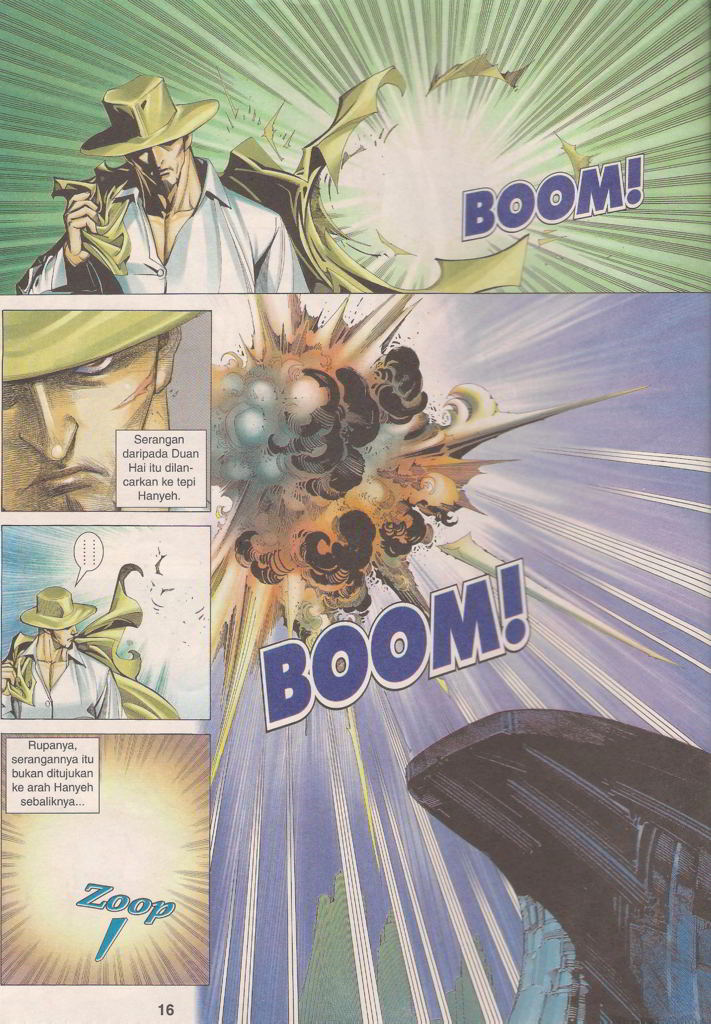 BOOM!
Serangan
daripada Duan
Hai itu dilan-
carkan ke tepi
Hanyeh.
BOOM!
Rupanya,
serangannya itu
bukan ditujukan
ke arah Hanyeh
sebaliknya...
Zoop
!
16